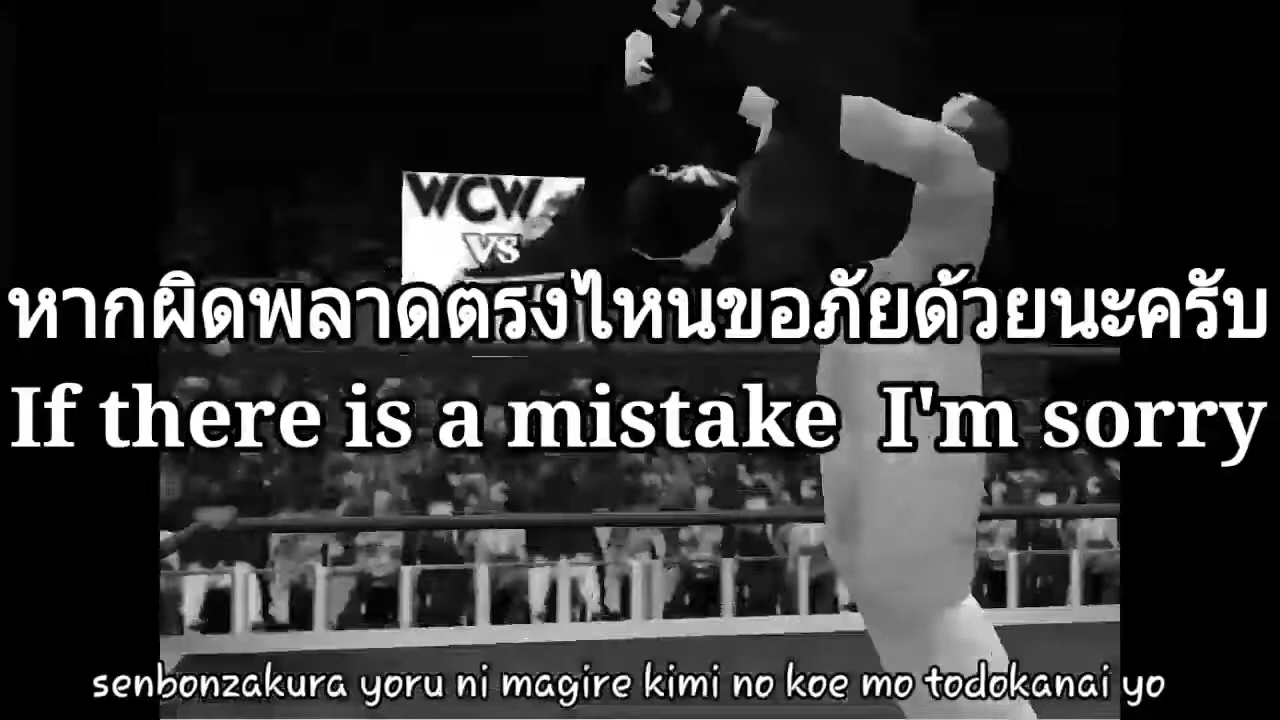 WCW
VS
หากผิดพลาดตรงไหนขอภัยด้วยนะครับ
If there is a mistake I'm sorry
senbonzakura yoru ni magire kimi no koe mo todokanai yo